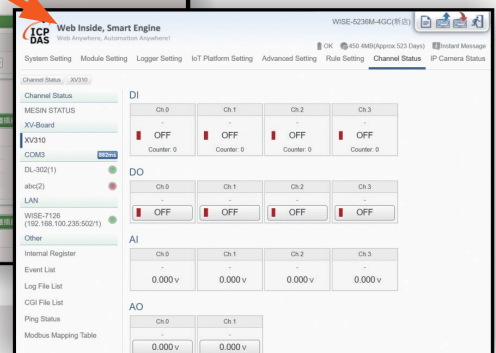 ICP DAS
Web Inside, Smart Engine
Web Anywhere, Automation Anywhere!
WISE-5236M-4GC(新店)
OK 450.4MB(Approx:523 Days) Instant Message
System Setting Module Setting Logger Setting IoT Platform Setting Advanced Setting Rule Setting Channel Status IP Camera Status
Channel Status XV310
Channel Status
MESIN STATUS
XV-Board
XV310
COM3 882ms
DL-302(1)
abc(2)
LAN
WISE-7126
(192.168.100.235:502/1)
Other
Internal Register
Event List
Log File List
CGI File List
Ping Status
Modbus Mapping Table
DI
Ch.0 Ch.1 Ch.2 Ch.3
- - - -
OFF OFF OFF OFF
Counter: 0 Counter: 0 Counter: 0 Counter: 0
DO
Ch.0 Ch.1 Ch.2 Ch.3
- - - -
OFF OFF OFF OFF
AI
Ch.0 Ch.1 Ch.2 Ch.3
- - - -
0.000 v 0.000 v 0.000 v 0.000 v
AO
Ch.0 Ch.1
- -
0.000 v 0.000 v